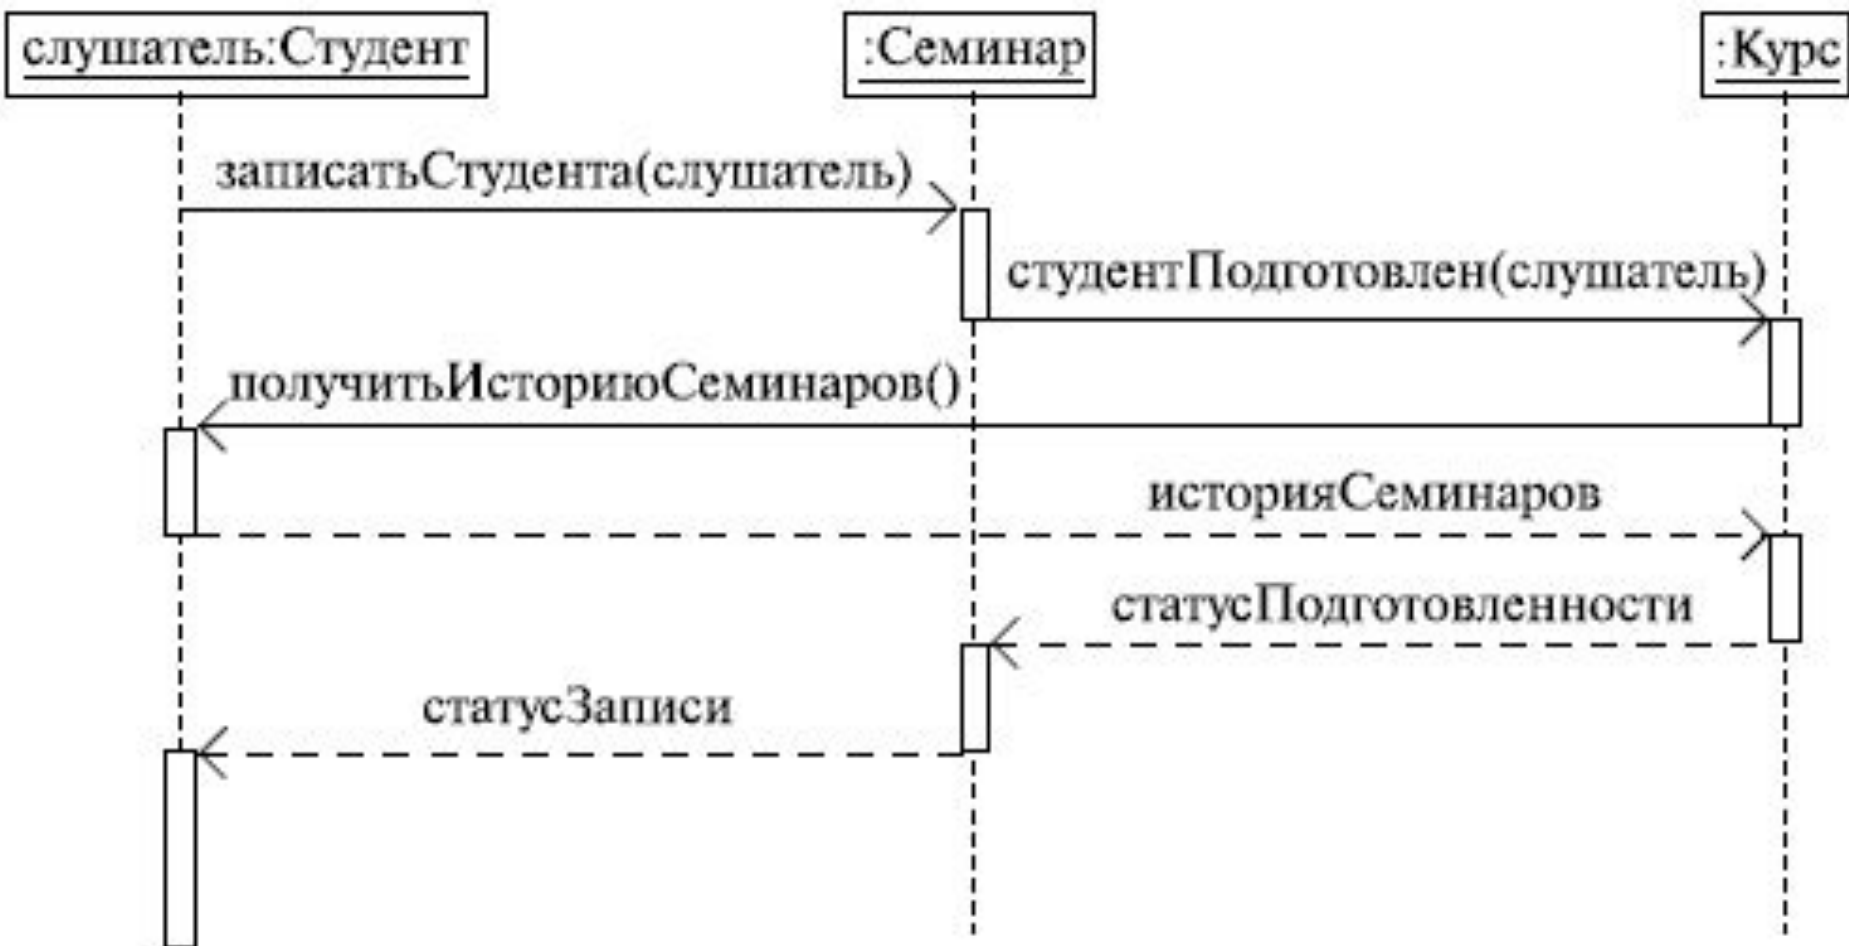 слушатель:Студент
:Семинар
:Курс
записатьСтудента(слушатель)
студентПодготовлен(слушатель)
получитьИсториюСеминаров()
историяСеминаров
статусПодготовленности
статусЗаписи